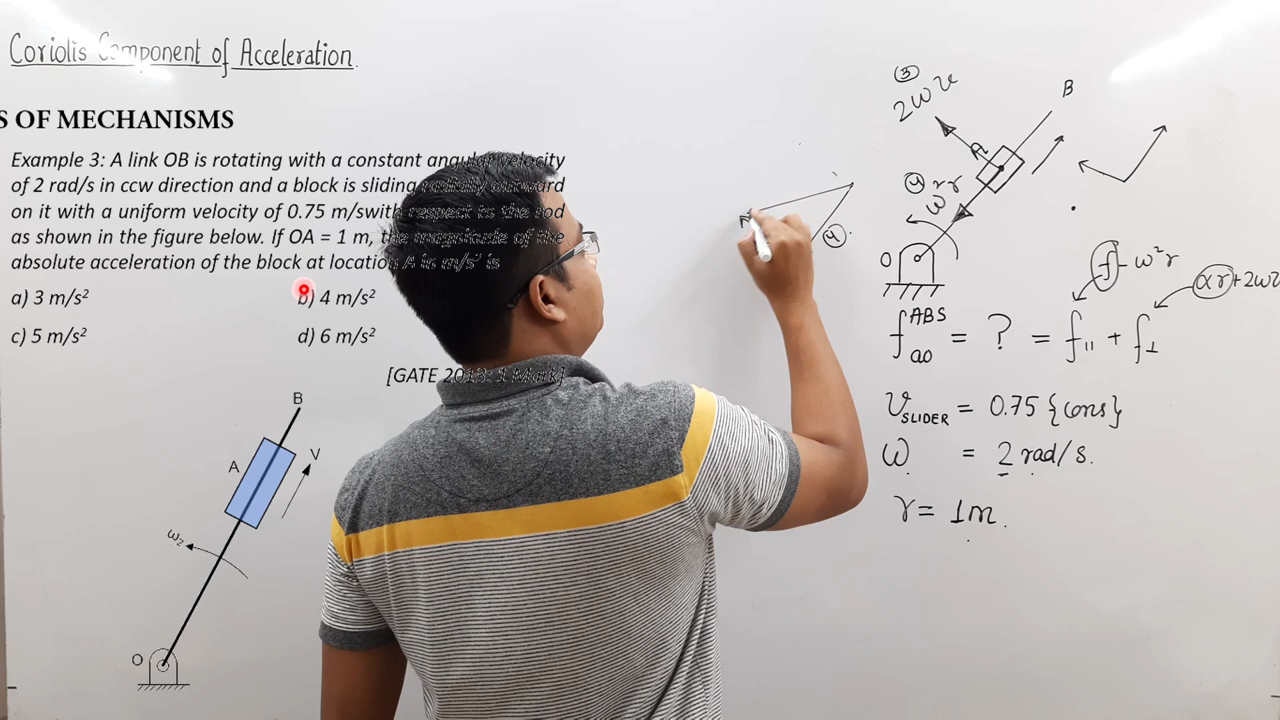 Coriolis Component of Acceleration
S OF MECHANISMS
Example 3: A link OB is rotating with a constant angular velocity
of 2 rad/s in ccw direction and a block is sliding radially outward
on it with a uniform velocity of 0.75 m/swith respect to the rod
as shown in the figure below. If OA = 1 m, the magnitude of the
absolute acceleration of the block at location A in m/s² is
a) 3 m/s²
b) 4 m/s²
c) 5 m/s²
d) 6 m/s²
[GATE 2013: 1 Mark]
B
A
V
ω₂
O
③
2ωv
B
A
④
ω²r
O
④
f - ω²r
αr + 2ωv
f ABS ao = ? = f∥ + f⊥
V SLIDER = 0.75 {cons}
ω = 2 rad/s.
r = 1m.